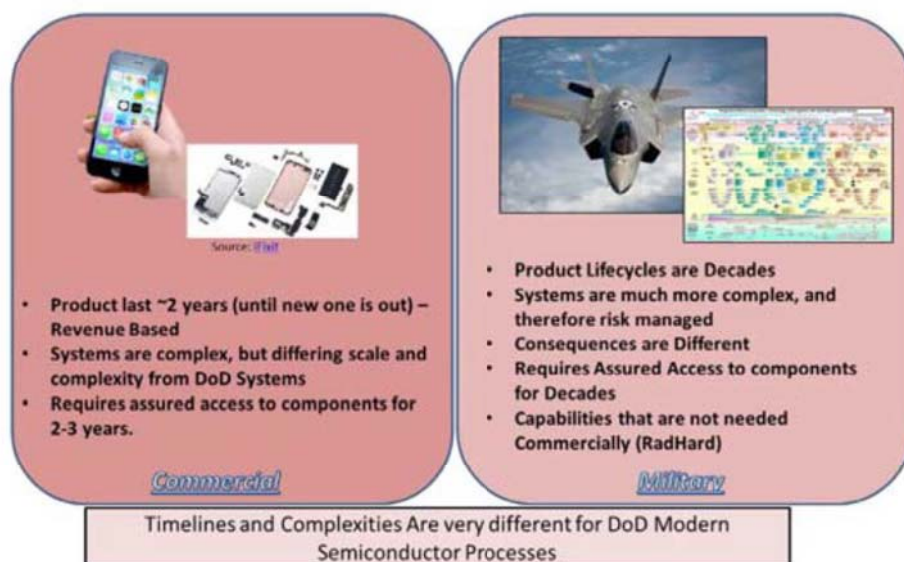 Source: iFixit
• Product last ~2 years (until new one is out) –
Revenue Based
• Systems are complex, but differing scale and
complexity from DoD Systems
• Requires assured access to components for
2-3 years.
Commercial
• Product Lifecycles are Decades
• Systems are much more complex, and
therefore risk managed
• Consequences are Different
• Requires Assured Access to components
for Decades
• Capabilities that are not needed
Commercially (RadHard)
Military
Timelines and Complexities Are very different for DoD Modern
Semiconductor Processes